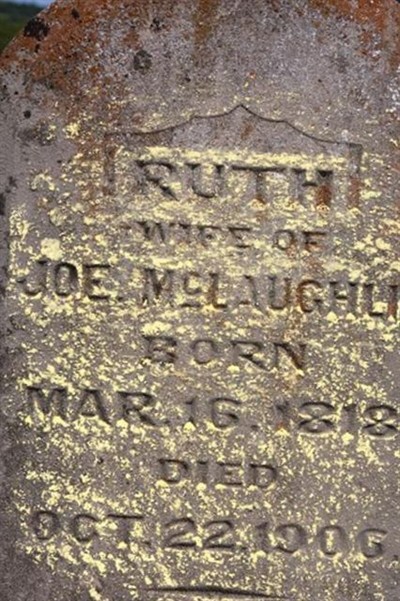 RUTH
WIFE OF
JOE. McLAUGHLI
BORN
MAR. 16. 1818
DIED
OCT. 22. 1906.